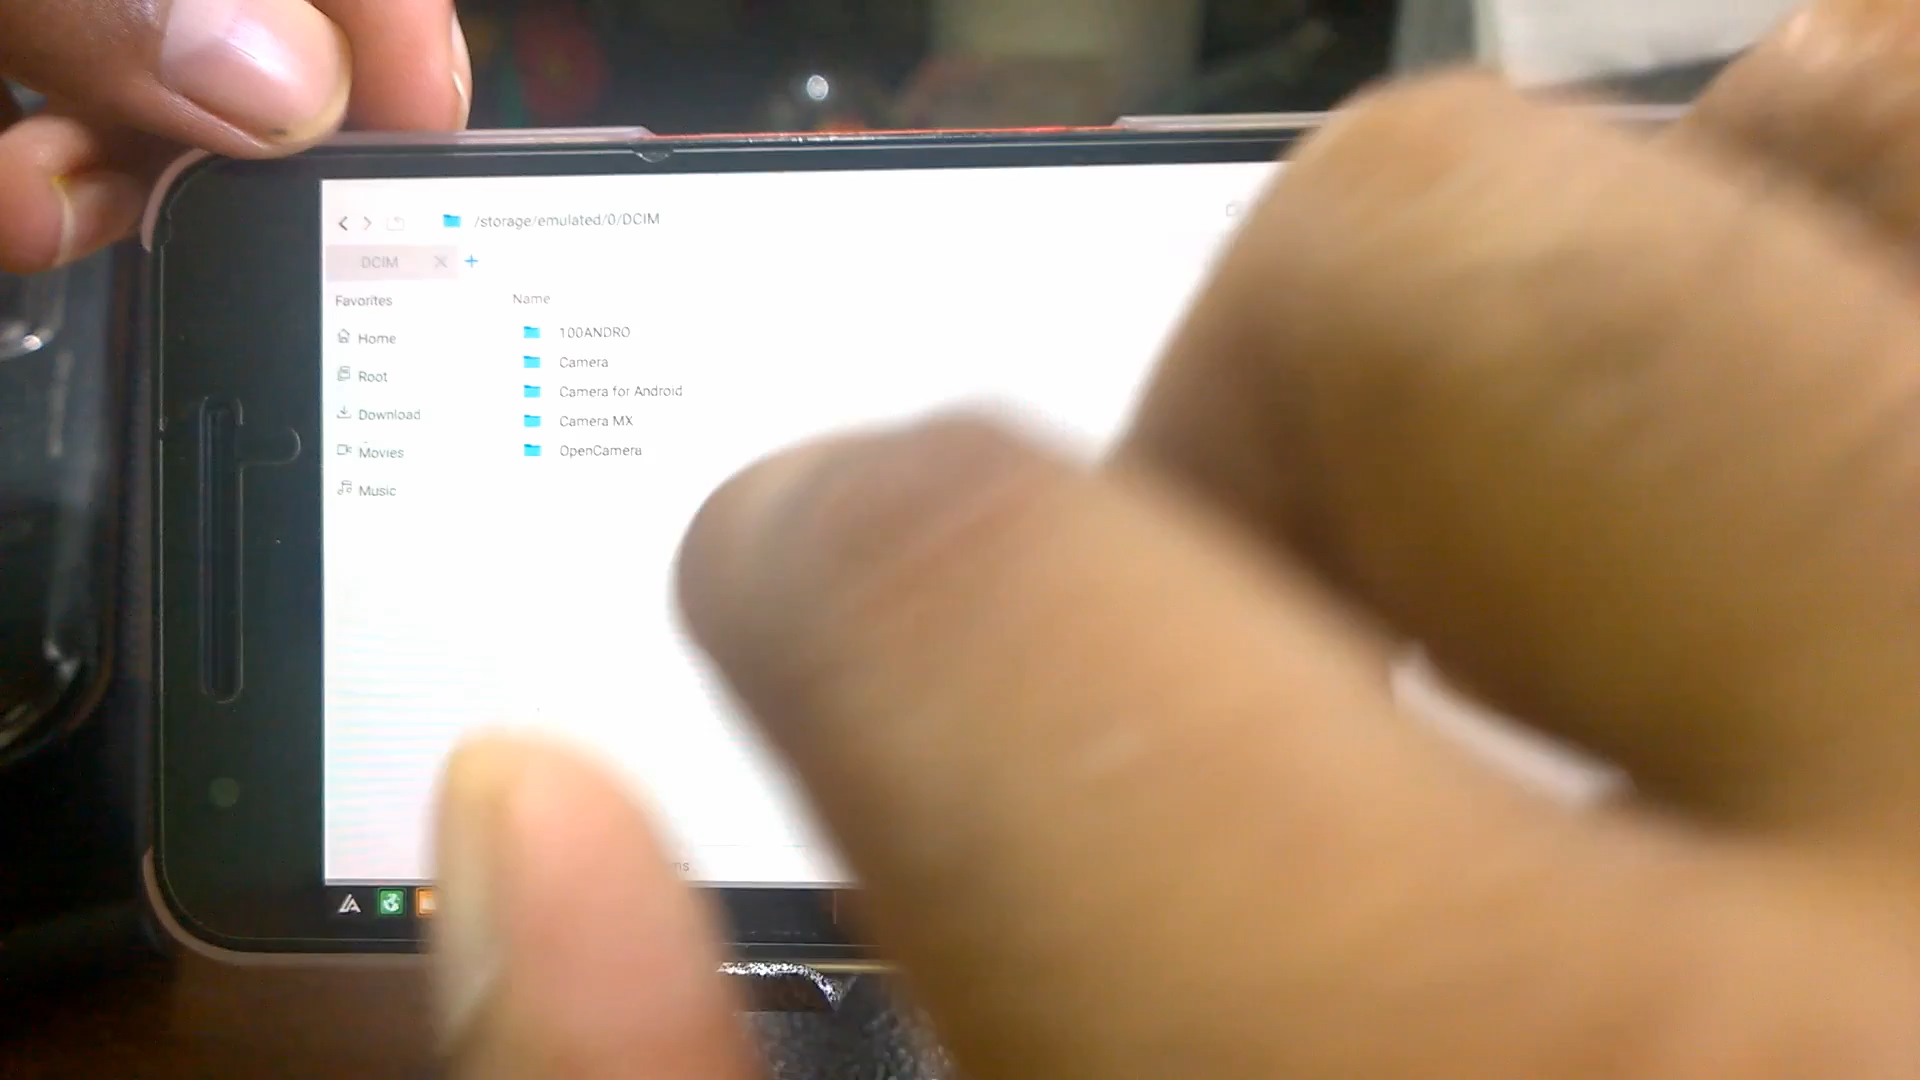 /storage/emulated/0/DCIM
DCIM
Favorites
Home
Root
Download
Movies
Music
Name
100ANDRO
Camera
Camera for Android
Camera MX
OpenCamera